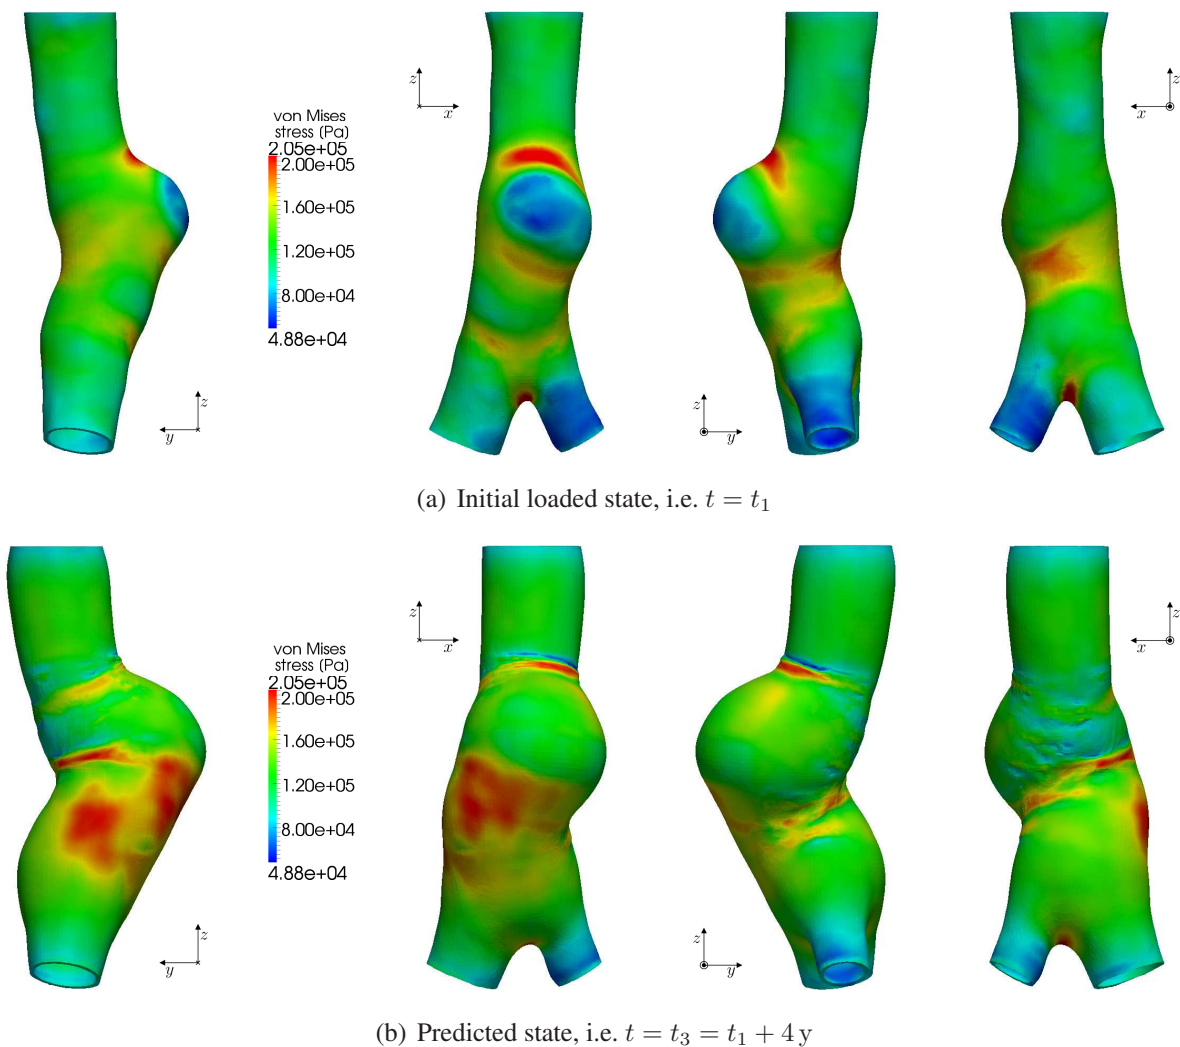 z
x
z
x
von Mises
stress [Pa]
2.05e+05
2.00e+05
1.60e+05
1.20e+05
8.00e+04
4.88e+04
z
y
z
y
(a) Initial loaded state, i.e. t = t₁
z
x
z
x
von Mises
stress [Pa]
2.05e+05
2.00e+05
1.60e+05
1.20e+05
8.00e+04
4.88e+04
z
y
z
y
(b) Predicted state, i.e. t = t₃ = t₁ + 4 y